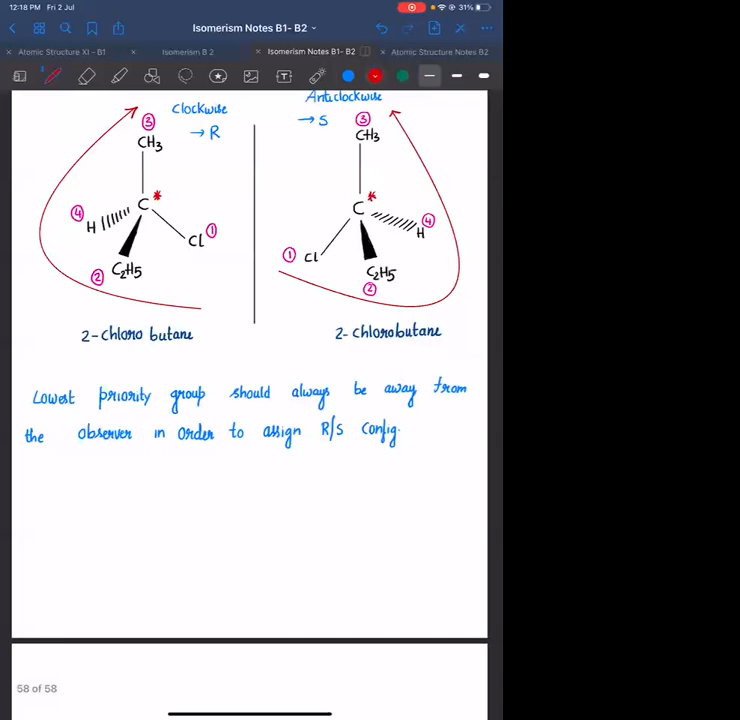 12:18 PM Fri 2 Jul
31%
Isomerism Notes B1- B2
Atomic Structure XI - B1
Isomerism B 2
Isomerism Notes B1- B2
Atomic Structure Notes B2
Clockwise
→ R
Anticlockwise
→ S
3
CH3
3
CH3
4
H
C*
Cl
1
C*
4
H
1
Cl
2
C2H5
C2H5
2
2-chloro butane
2-chlorobutane
Lowest priority group should always be away from
the observer in order to assign R/S config.
58 of 58